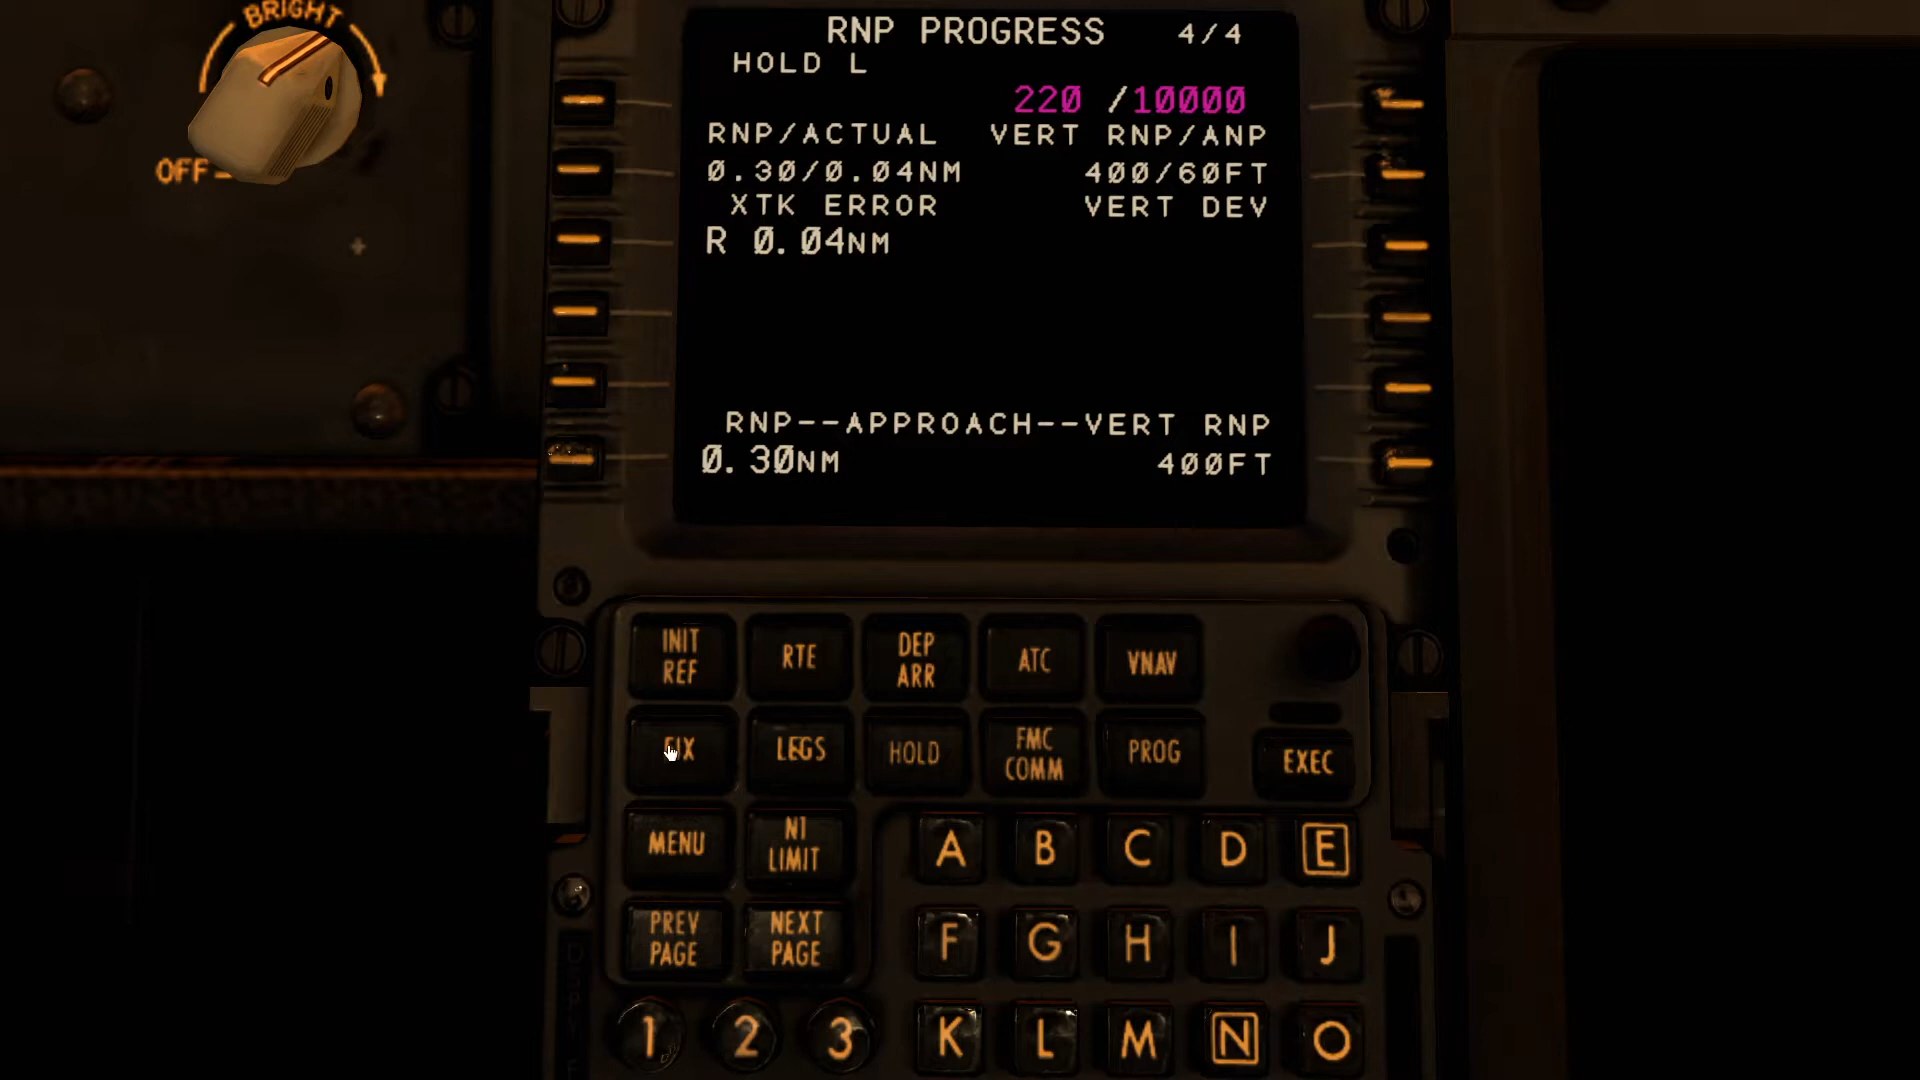 BRIGHT
OFF
RNP PROGRESS 4/4
HOLD L
220 /10000
RNP/ACTUAL VERT RNP/ANP
0.30/0.04NM 400/60FT
XTK ERROR VERT DEV
R 0.04NM
RNP--APPROACH--VERT RNP
0.30NM 400FT
INIT REF
RTE
DEP ARR
ATC
VNAV
FIX
LEGS
HOLD
FMC COMM
PROG
EXEC
MENU
N1 LIMIT
A B C D E
PREV PAGE
NEXT PAGE
F G H I J
1 2 3 K L M N O